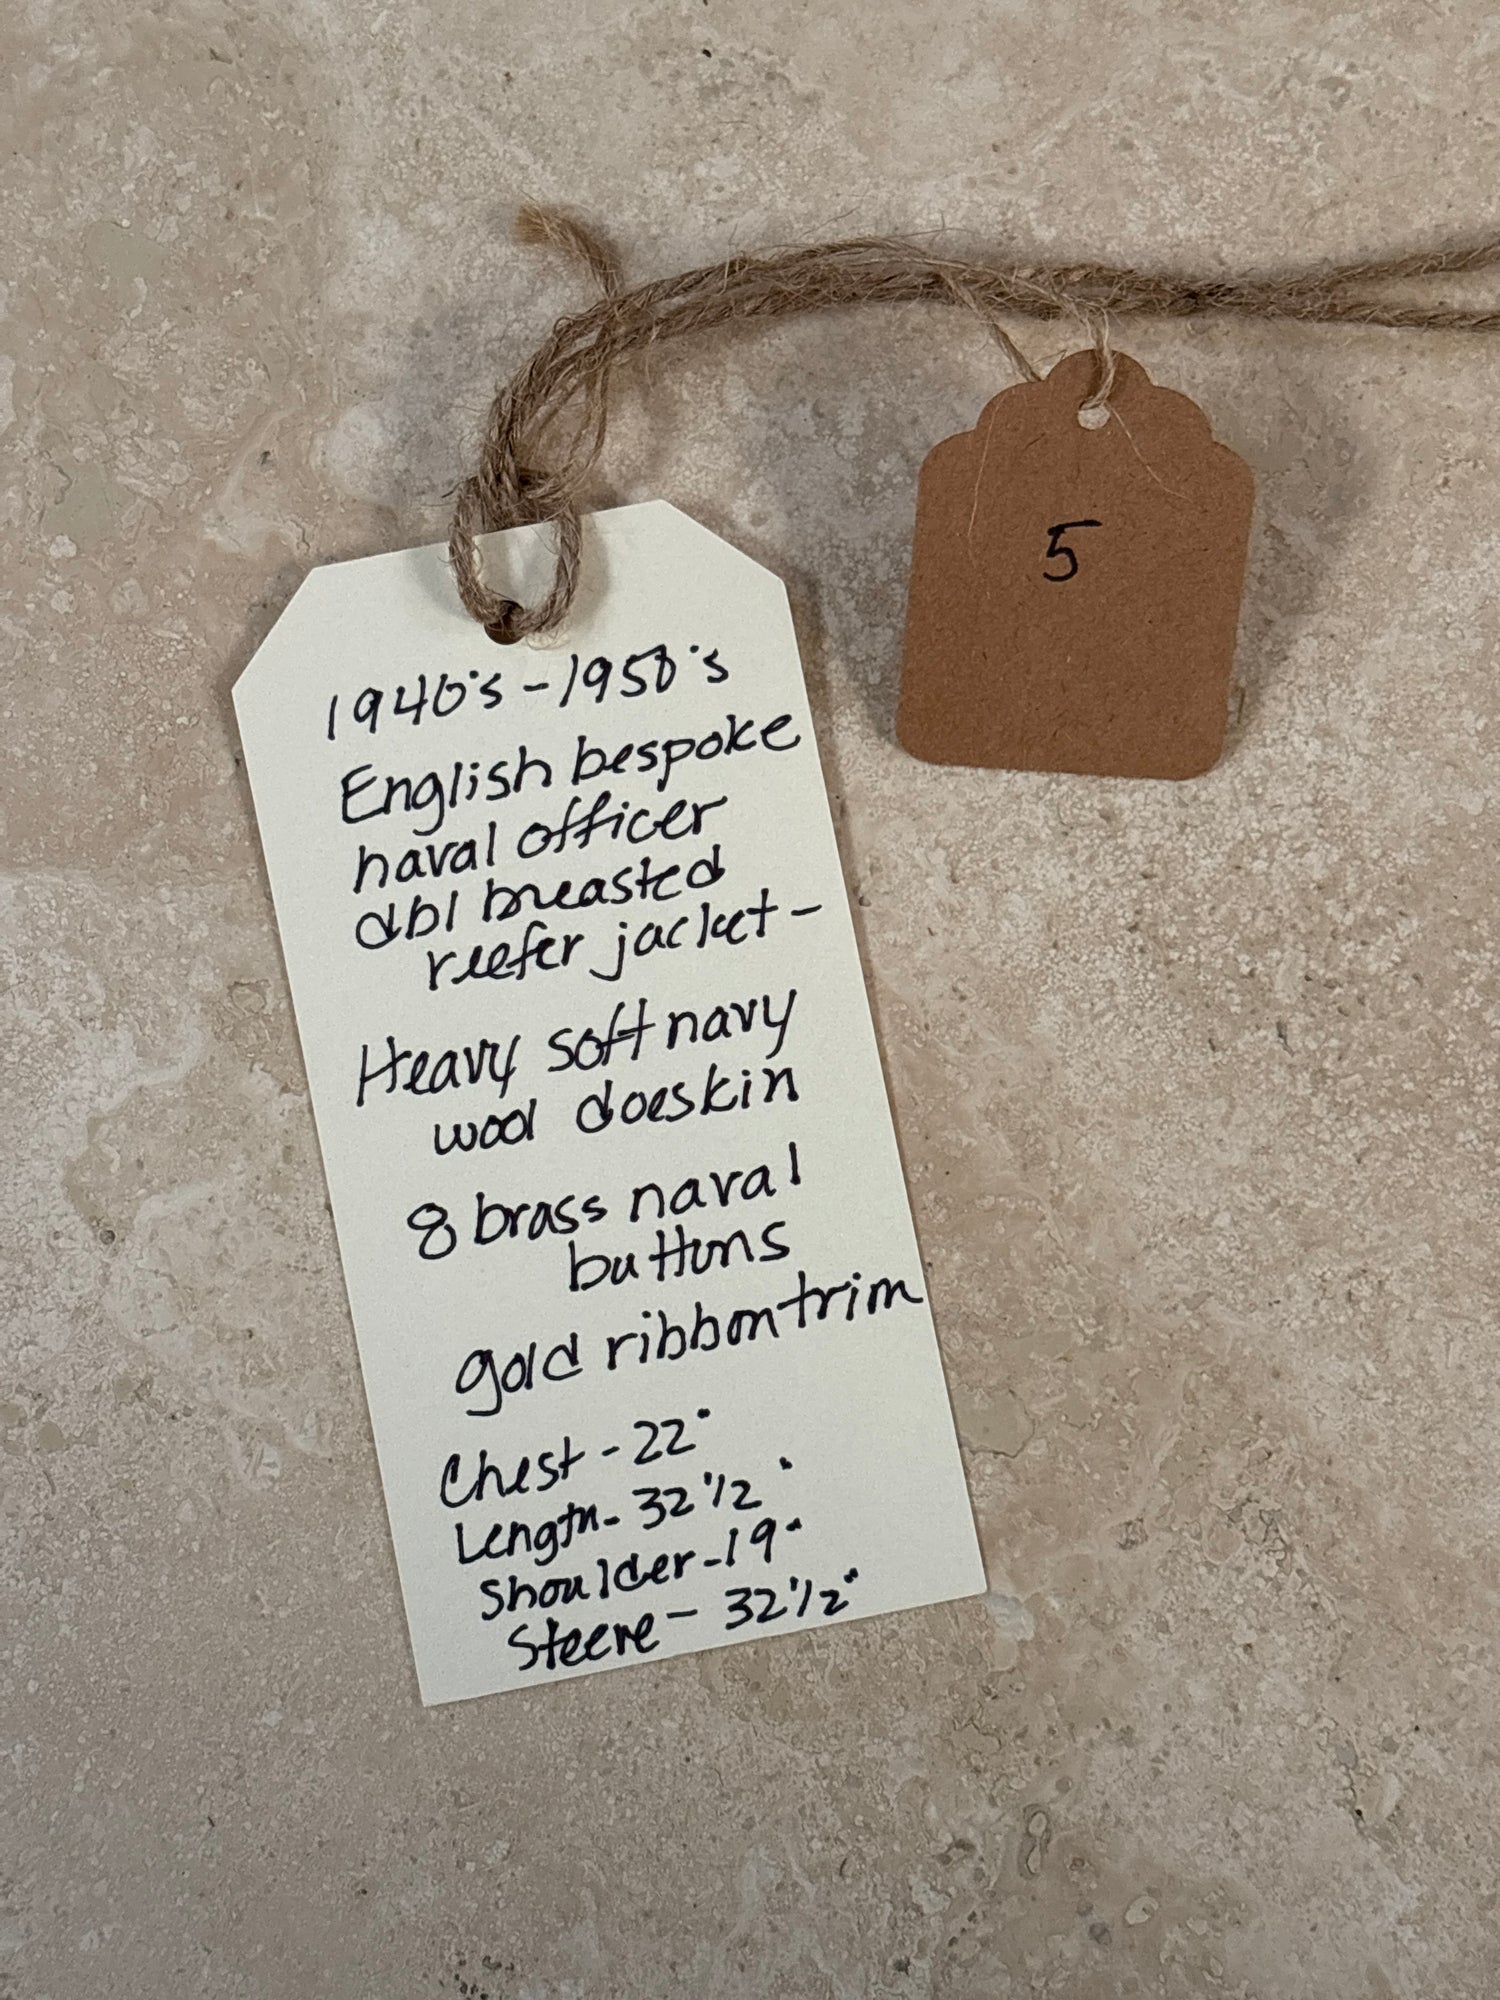 1940's - 1950's
English bespoke
naval officer
dbl breasted
reefer jacket -
Heavy soft navy
wool doeskin
8 brass naval
buttons
gold ribbon trim
Chest - 22"
Length - 32 1/2"
Shoulder - 19"
Sleeve - 32 1/2"
5